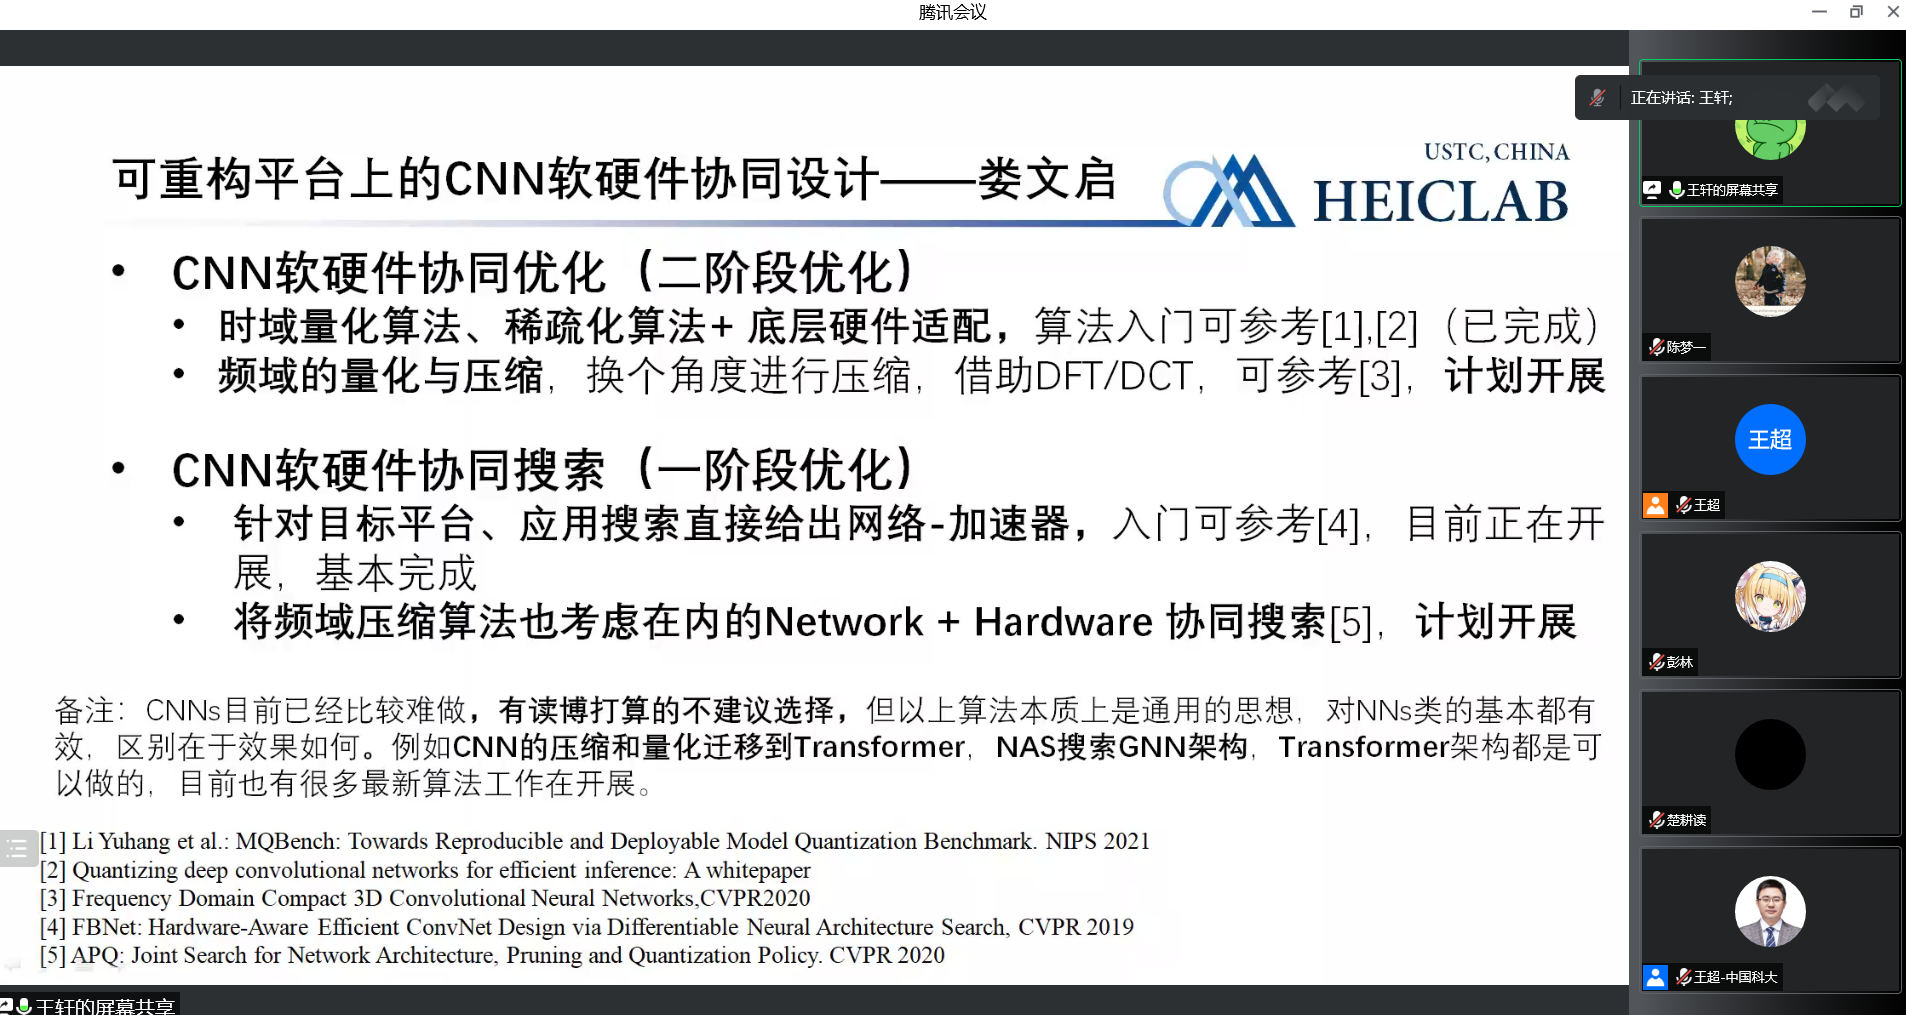 腾讯会议
正在讲话: 王轩;
可重构平台上的CNN软硬件协同设计——娄文启
USTC, CHINA
HEICLAB
• CNN软硬件协同优化（二阶段优化）
• 时域量化算法、稀疏化算法+ 底层硬件适配，算法入门可参考[1],[2]（已完成）
• 频域的量化与压缩，换个角度进行压缩，借助DFT/DCT，可参考[3]，计划开展
• CNN软硬件协同搜索（一阶段优化）
• 针对目标平台、应用搜索直接给出网络-加速器，入门可参考[4]，目前正在开
展，基本完成
• 将频域压缩算法也考虑在内的Network + Hardware 协同搜索[5]，计划开展
备注：CNNs目前已经比较难做，有读博打算的不建议选择，但以上算法本质上是通用的思想，对NNs类的基本都有
效，区别在于效果如何。例如CNN的压缩和量化迁移到Transformer，NAS搜索GNN架构，Transformer架构都是可
以做的，目前也有很多最新算法工作在开展。
[1] Li Yuhang et al.: MQBench: Towards Reproducible and Deployable Model Quantization Benchmark. NIPS 2021
[2] Quantizing deep convolutional networks for efficient inference: A whitepaper
[3] Frequency Domain Compact 3D Convolutional Neural Networks,CVPR2020
[4] FBNet: Hardware-Aware Efficient ConvNet Design via Differentiable Neural Architecture Search, CVPR 2019
[5] APQ: Joint Search for Network Architecture, Pruning and Quantization Policy. CVPR 2020
王轩的屏幕共享
王轩的屏幕共享
陈梦一
王超
王超
彭林
楚耕读
王超-中国科大